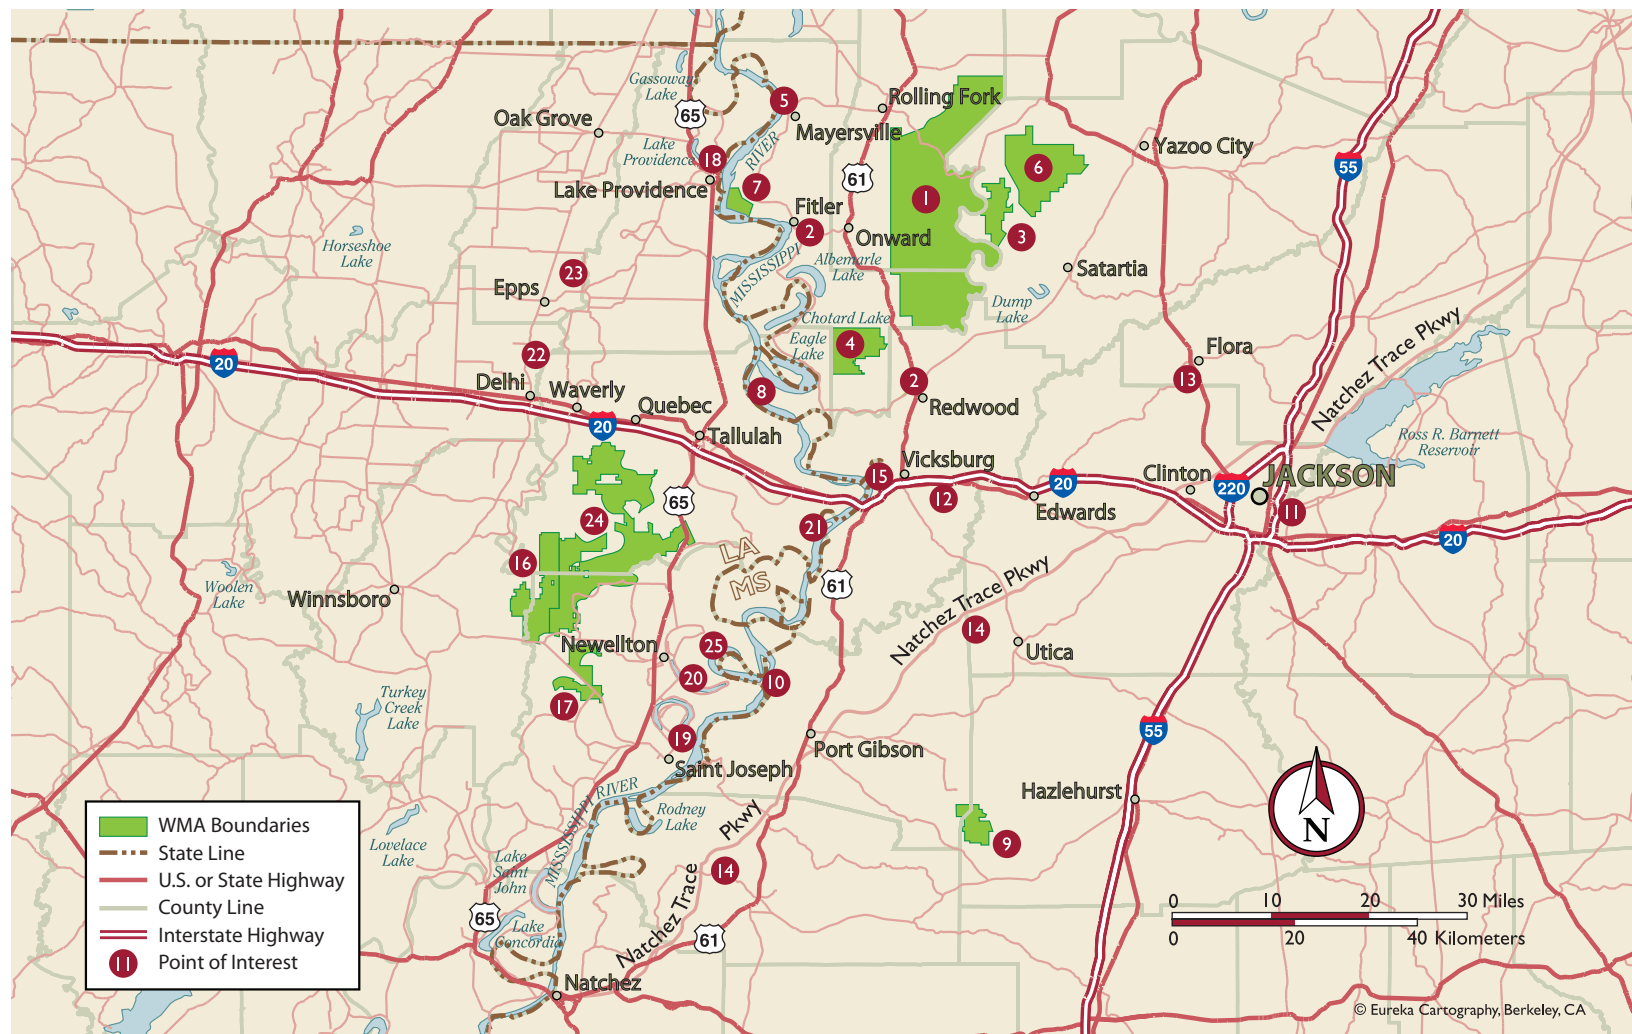 Gassoway
Lake
65
5
Rolling Fork
Oak Grove
Mayersville
Lake
Providence
RIVER
18
Yazoo City
55
Lake Providence
7
61
1
6
Fitler
2
Onward
3
Horseshoe
Lake
MISSISSIPPI
Albemarle
Lake
Satartia
23
Epps
Dump
Lake
Chotard Lake
Eagle
Lake
4
Natchez Trace Pkwy
20
22
Flora
13
Delhi
Waverly
8
2
Redwood
Quebec
20
Tallulah
Ross R. Barnett
Reservoir
Vicksburg
15
12
20
Edwards
Clinton
220
JACKSON
11
65
24
21
LA
MS
20
16
Woolen
Lake
Winnsboro
61
Natchez Trace Pkwy
14
Utica
Newellton
25
20
10
17
Turkey
Creek
Lake
19
Saint Joseph
Port Gibson
55
MISSISSIPPI RIVER
Rodney
Lake
Hazlehurst
N
9
Lovelace
Lake
Lake
Saint
John
Natchez Trace Pkwy
14
65
Lake
Concordia
61
Natchez
WMA Boundaries
State Line
U.S. or State Highway
County Line
Interstate Highway
11 Point of Interest
0 10 20 30 Miles
0 20 40 Kilometers
© Eureka Cartography, Berkeley, CA